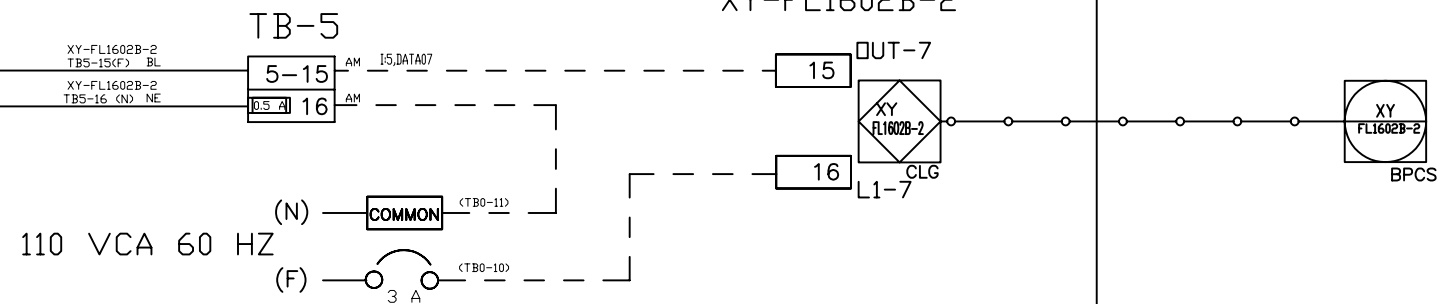 XY-FL1602B-2
TB-5
XY-FL1602B-2
TB5-15(F) BL
5-15
AM
I:5,DATA07
15
OUT-7
XY-FL1602B-2
TB5-16 (N) NE
0.5 A
16
AM
XY
FL1602B-2
CLG
XY
FL1602B-2
BPCS
16
L1-7
(N)
COMMON
(TB0-11)
110 VCA 60 HZ
(F)
3 A
(TB0-10)